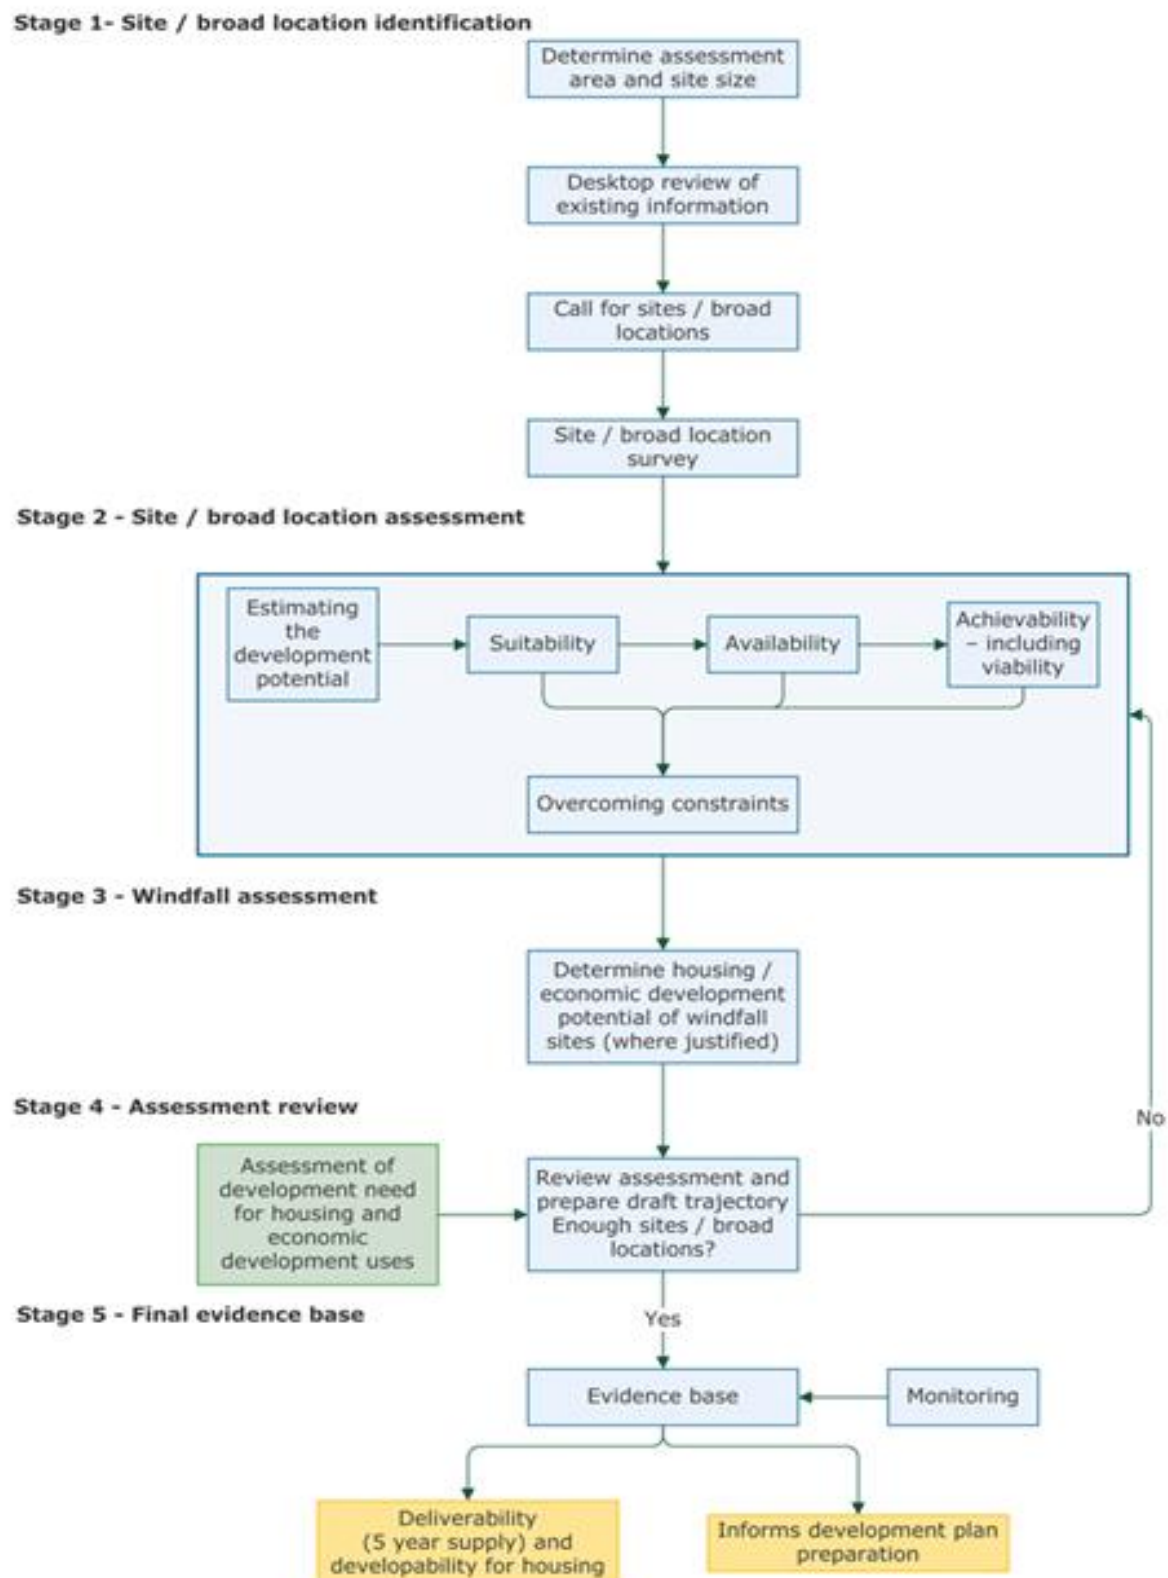 Stage 1- Site / broad location identification
Determine assessment
area and site size
Desktop review of
existing information
Call for sites / broad
locations
Site / broad location
survey
Stage 2 - Site / broad location assessment
Estimating
the
development
potential
Suitability
Availability
Achievability
– including
viability
Overcoming constraints
Stage 3 - Windfall assessment
Determine housing /
economic development
potential of windfall
sites (where justified)
Stage 4 - Assessment review
Assessment of
development need
for housing and
economic
development uses
Review assessment and
prepare draft trajectory
Enough sites / broad
locations?
No
Stage 5 - Final evidence base
Yes
Evidence base
Monitoring
Deliverability
(5 year supply) and
developability for housing
Informs development plan
preparation